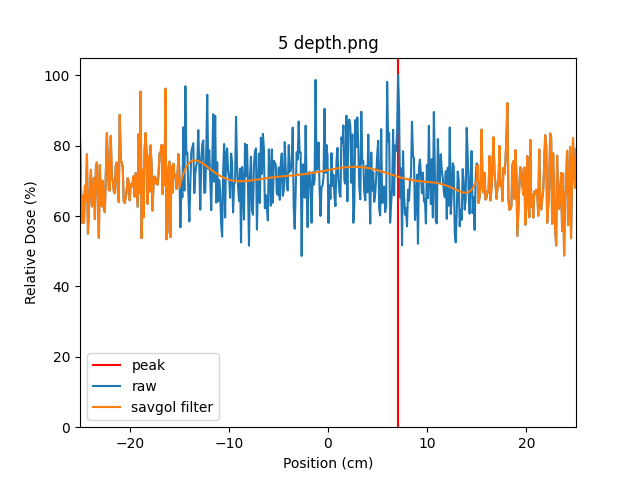 5 depth.png
Relative Dose (%)
100
80
60
40
20
0
peak
raw
savgol filter
−20
−10
0
10
20
Position (cm)